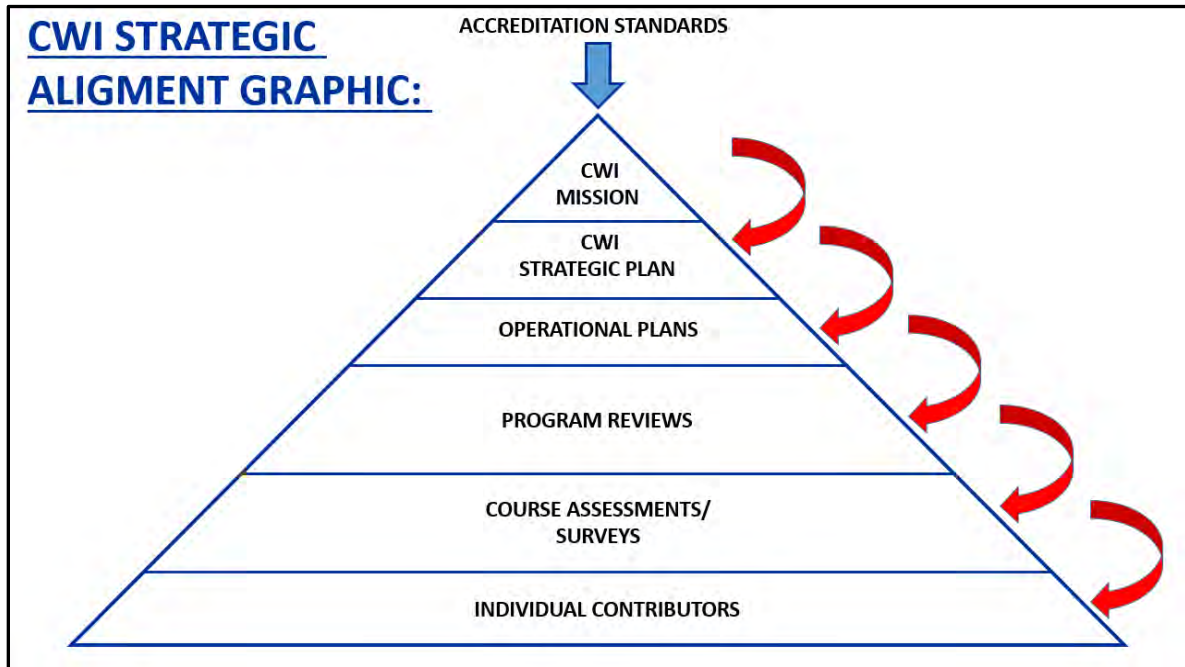 CWI STRATEGIC
ALIGMENT GRAPHIC:
ACCREDITATION STANDARDS
CWI
MISSION
CWI
STRATEGIC PLAN
OPERATIONAL PLANS
PROGRAM REVIEWS
COURSE ASSESSMENTS/
SURVEYS
INDIVIDUAL CONTRIBUTORS